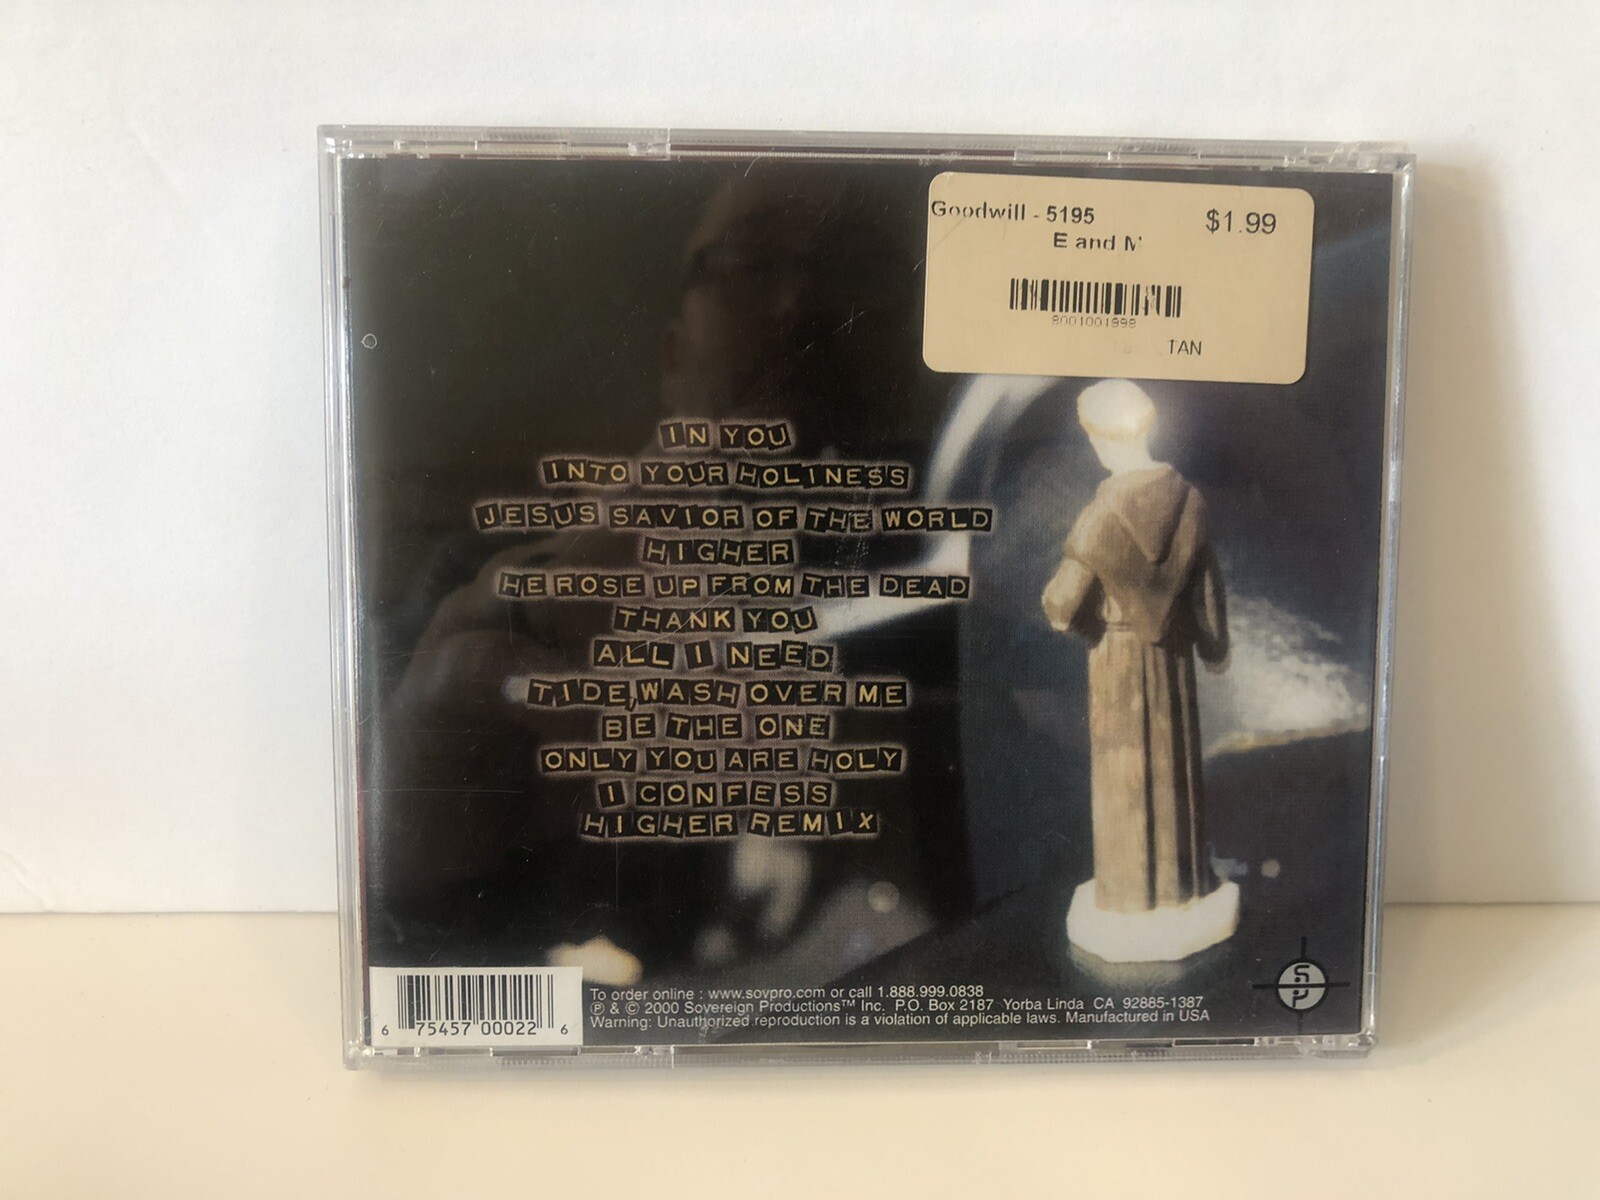 Goodwill - 5195 $1.99
E and M
8001001999
TAN
IN YOU
INTO YOUR HOLINESS
JESUS SAVIOR OF THE WORLD
HIGHER
HE ROSE UP FROM THE DEAD
THANK YOU
ALL I NEED
TIDE, WASH OVER ME
BE THE ONE
ONLY YOU ARE HOLY
I CONFESS
HIGHER REMIX
6 75457 00022 6
To order online : www.sovpro.com or call 1.888.999.0838
℗ & © 2000 Sovereign Productions™ Inc. P.O. Box 2187 Yorba Linda CA 92885-1387
Warning: Unauthorized reproduction is a violation of applicable laws. Manufactured in USA
SP